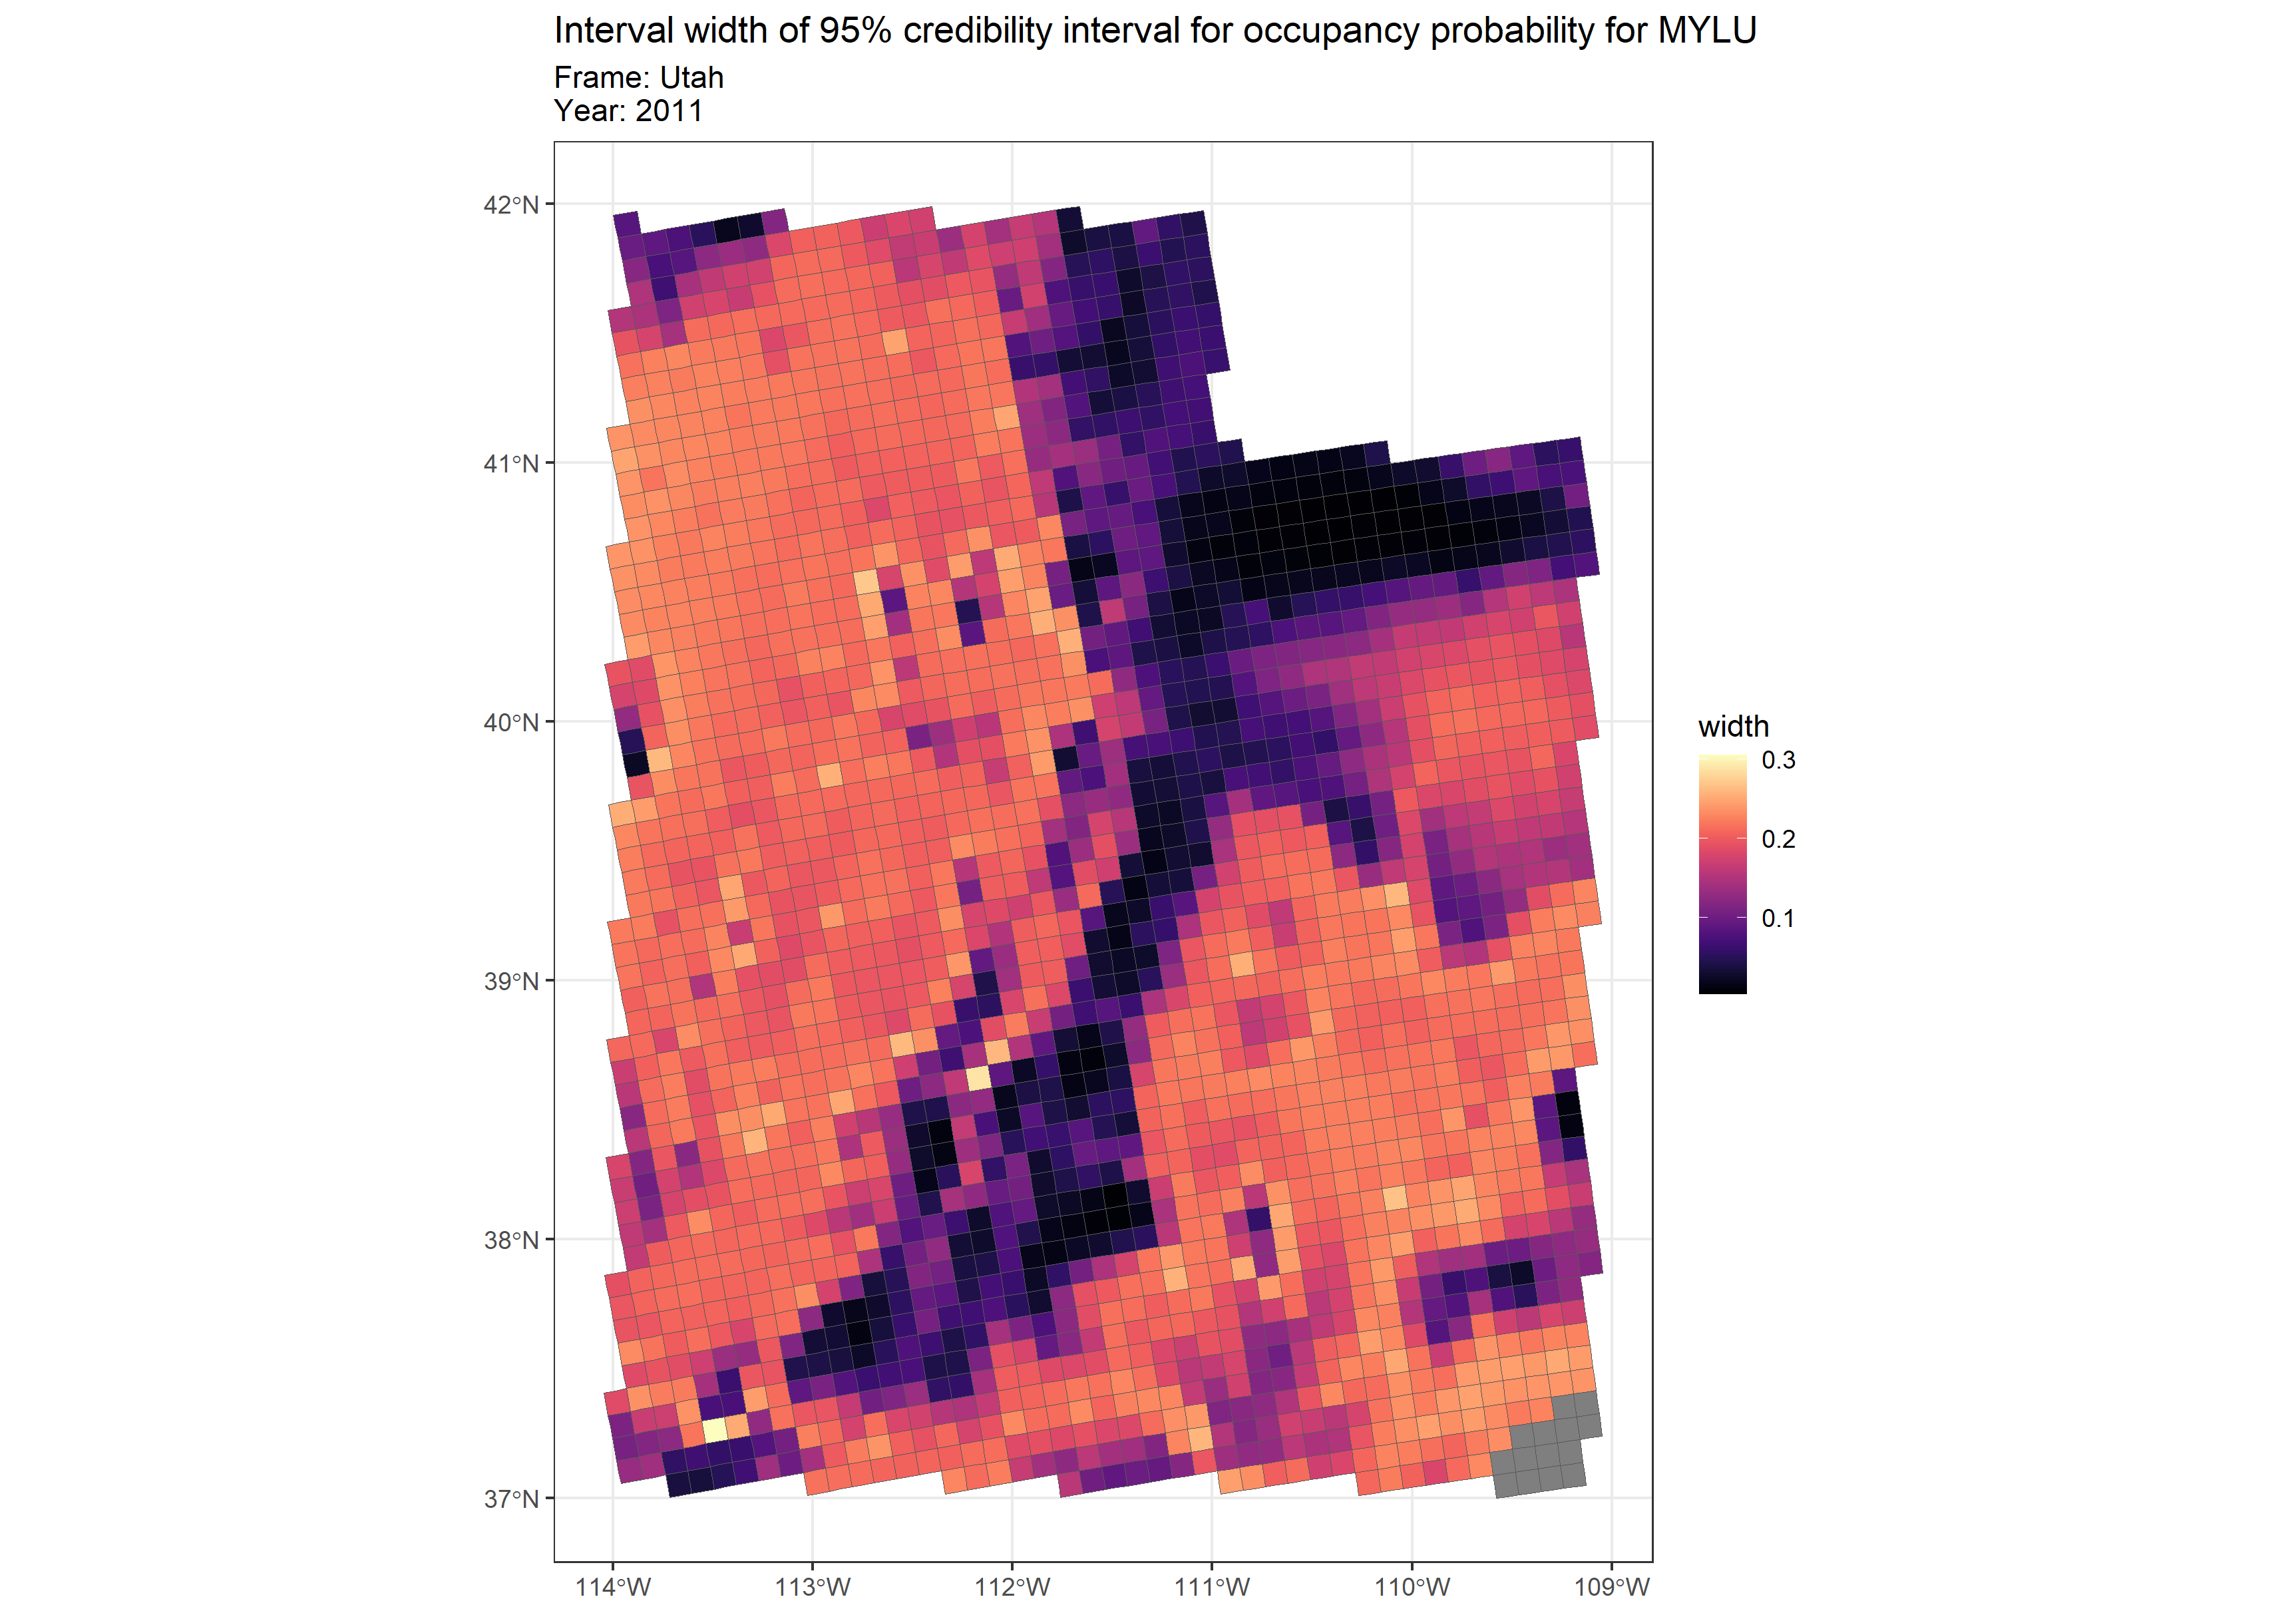 Interval width of 95% credibility interval for occupancy probability for MYLU
Frame: Utah
Year: 2011
42°N
41°N
40°N
39°N
38°N
37°N
114°W
113°W
112°W
111°W
110°W
109°W
width
0.3
0.2
0.1